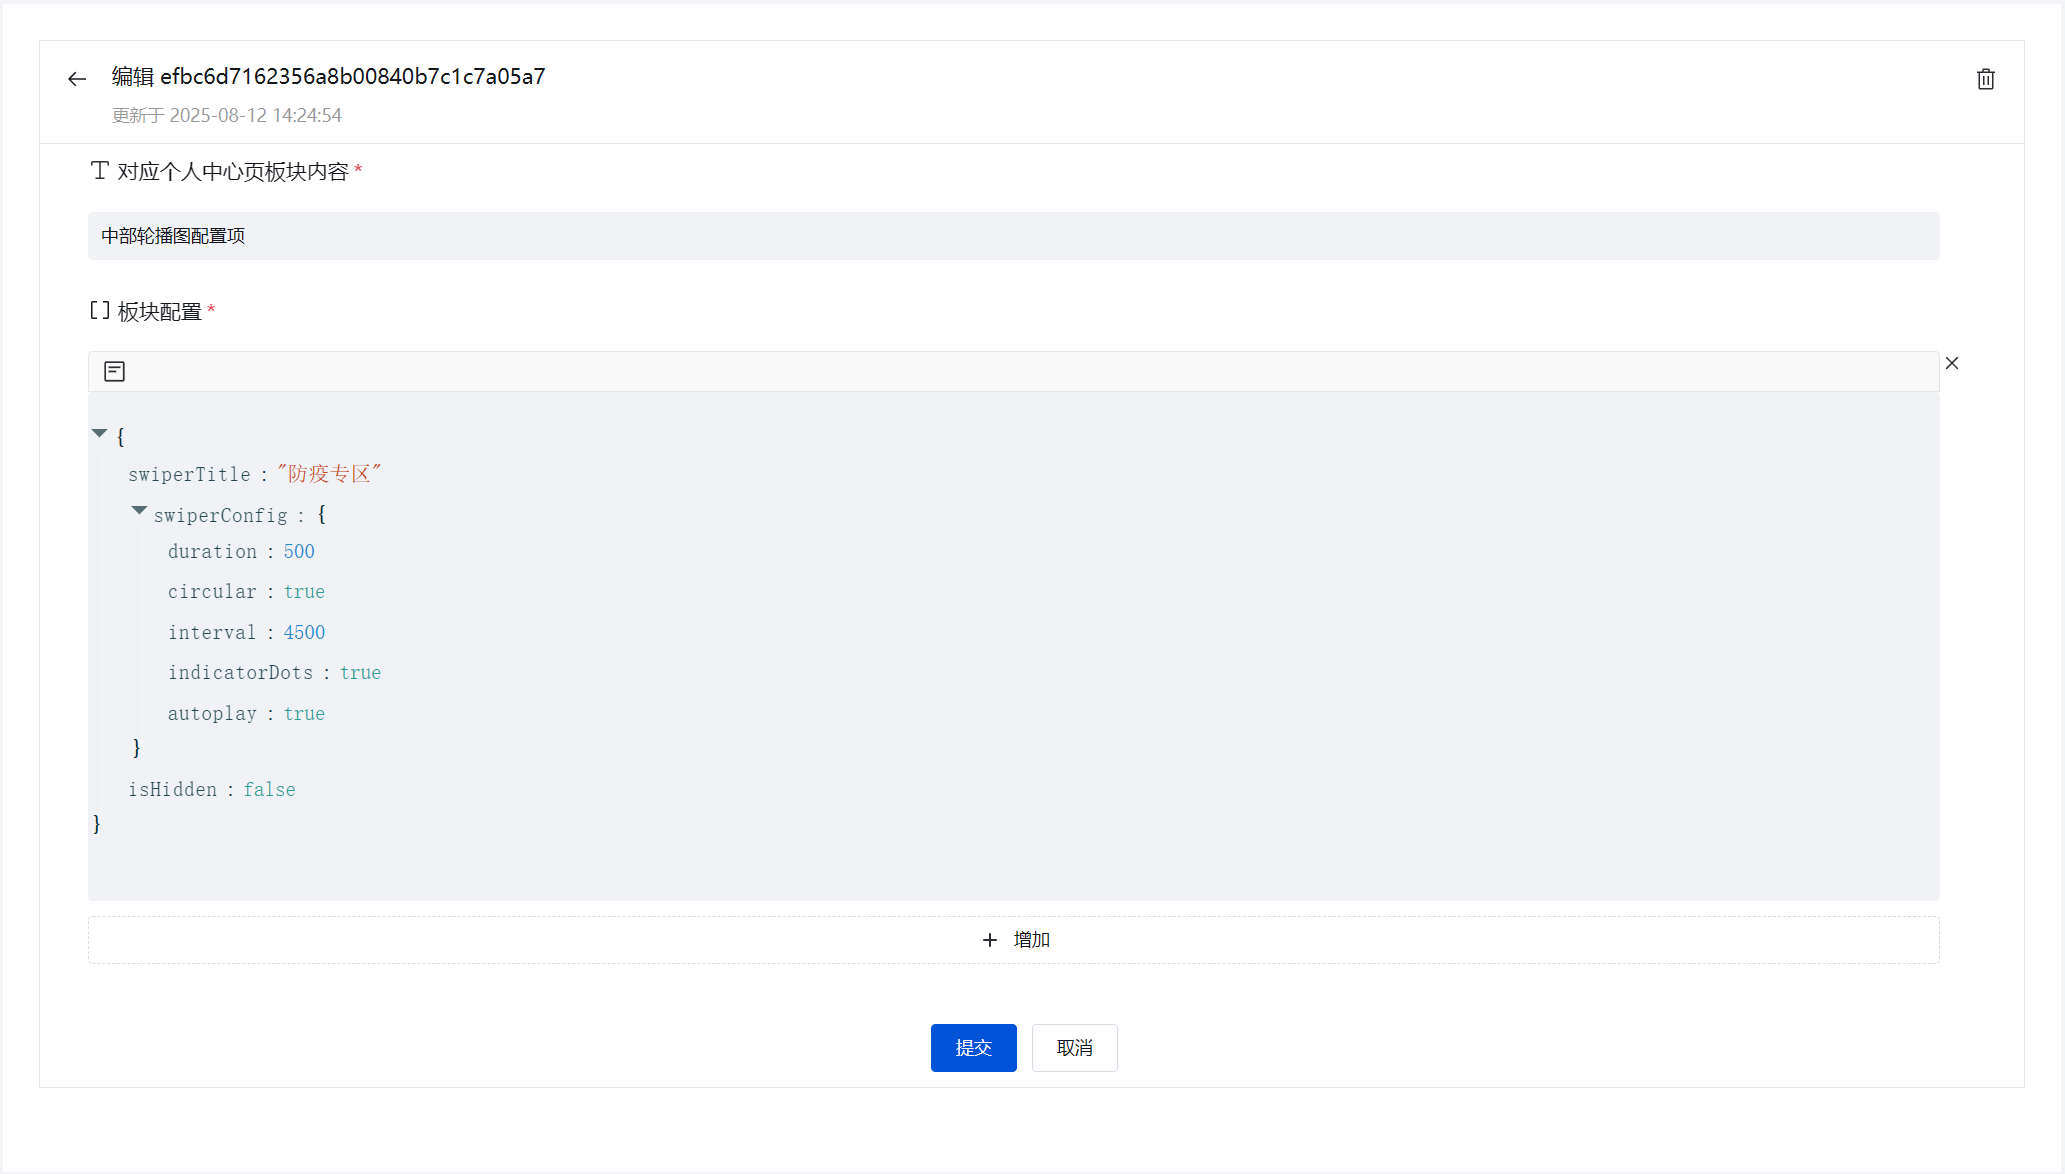 编辑 efbc6d7162356a8b00840b7c1c7a05a7
更新于 2025-08-12 14:24:54
对应个人中心页板块内容 *
中部轮播图配置项
板块配置 *
{
swiperTitle : "防疫专区"
swiperConfig : {
duration : 500
circular : true
interval : 4500
indicatorDots : true
autoplay : true
}
isHidden : false
}
+ 增加
提交 取消